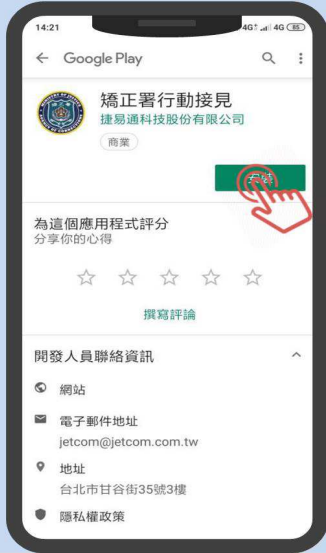 14:21
4G 4G 85
Google Play
矯正署行動接見
捷易通科技股份有限公司
商業
為這個應用程式評分
分享你的心得
撰寫評論
開發人員聯絡資訊
網站
電子郵件地址
jetcom@jetcom.com.tw
地址
台北市甘谷街35號3樓
隱私權政策